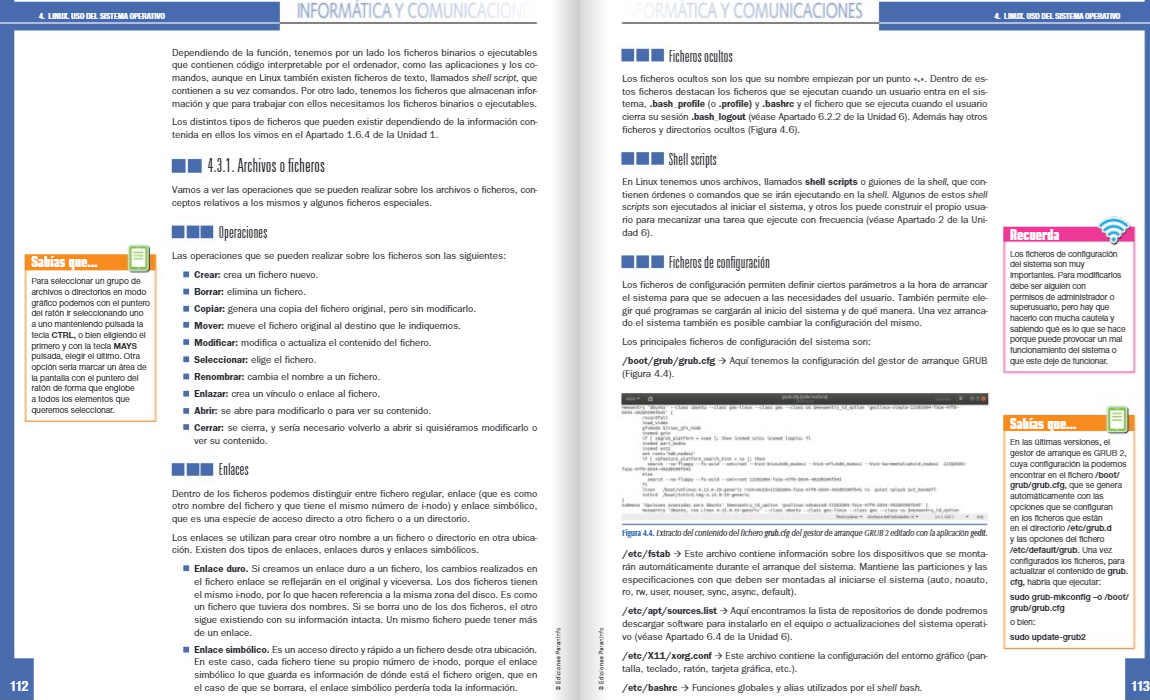 4. LINUX. USO DEL SISTEMA OPERATIVO
INFORMÁTICA Y COMUNICACIONE
Dependiendo de la función, tenemos por un lado los ficheros binarios o ejecutables
que contienen código interpretable por el ordenador, como las aplicaciones y los co-
mandos, aunque en Linux también existen ficheros de texto, llamados shell script, que
contienen a su vez comandos. Por otro lado, tenemos los ficheros que almacenan infor-
mación y que para trabajar con ellos necesitamos los ficheros binarios o ejecutables.
Los distintos tipos de ficheros que pueden existir dependiendo de la información con-
tenida en ellos los vimos en el Apartado 1.6.4 de la Unidad 1.
4.3.1. Archivos o ficheros
Vamos a ver las operaciones que se pueden realizar sobre los archivos o ficheros, con-
ceptos relativos a los mismos y algunos ficheros especiales.
Operaciones
Las operaciones que se pueden realizar sobre los ficheros son las siguientes:
Crear: crea un fichero nuevo.
Borrar: elimina un fichero.
Copiar: genera una copia del fichero original, pero sin modificarlo.
Mover: mueve el fichero original al destino que le indiquemos.
Modificar: modifica o actualiza el contenido del fichero.
Seleccionar: elige el fichero.
Renombrar: cambia el nombre a un fichero.
Enlazar: crea un vínculo o enlace al fichero.
Abrir: se abre para modificarlo o para ver su contenido.
Cerrar: se cierra, y sería necesario volverlo a abrir si quisiéramos modificarlo o
ver su contenido.
Enlaces
Dentro de los ficheros podemos distinguir entre fichero regular, enlace (que es como
otro nombre del fichero y que tiene el mismo número de i-nodo) y enlace simbólico,
que es una especie de acceso directo a otro fichero o a un directorio.
Los enlaces se utilizan para crear otro nombre a un fichero o directorio en otra ubica-
ción. Existen dos tipos de enlaces, enlaces duros y enlaces simbólicos.
Enlace duro. Si creamos un enlace duro a un fichero, los cambios realizados en
el fichero enlace se reflejarán en el original y viceversa. Los dos ficheros tienen
el mismo i-nodo, por lo que hacen referencia a la misma zona del disco. Es como
un fichero que tuviera dos nombres. Si se borra uno de los dos ficheros, el otro
sigue existiendo con su información intacta. Un mismo fichero puede tener más
de un enlace.
Enlace simbólico. Es un acceso directo y rápido a un fichero desde otra ubicación.
En este caso, cada fichero tiene su propio número de i-nodo, porque el enlace
simbólico lo que guarda es información de dónde está el fichero origen, que en
el caso de que se borrara, el enlace simbólico perdería toda la información.
Sabías que...
Para seleccionar un grupo de
archivos o directorios en modo
gráfico podemos con el puntero
del ratón ir seleccionando uno
a uno manteniendo pulsada la
tecla CTRL, o bien eligiendo el
primero y con la tecla MAYS
pulsada, elegir el último. Otra
opción sería marcar un área de
la pantalla con el puntero del
ratón de forma que englobe
a todos los elementos que
queremos seleccionar.
112
© Ediciones Paraninfo
FORMÁTICA Y COMUNICACIONES
4. LINUX. USO DEL SISTEMA OPERATIVO
Ficheros ocultos
Los ficheros ocultos son los que su nombre empiezan por un punto «.». Dentro de es-
tos ficheros destacan los ficheros que se ejecutan cuando un usuario entra en el sis-
tema, .bash_profile (o .profile) y .bashrc y el fichero que se ejecuta cuando el usuario
cierra su sesión .bash_logout (véase Apartado 6.2.2 de la Unidad 6). Además hay otros
ficheros y directorios ocultos (Figura 4.6).
Shell scripts
En Linux tenemos unos archivos, llamados shell scripts o guiones de la shell, que con-
tienen órdenes o comandos que se irán ejecutando en la shell. Algunos de estos shell
scripts son ejecutados al iniciar el sistema, y otros los puede construir el propio usua-
rio para mecanizar una tarea que ejecute con frecuencia (véase Apartado 2 de la Uni-
dad 6).
Ficheros de configuración
Los ficheros de configuración permiten definir ciertos parámetros a la hora de arrancar
el sistema para que se adecuen a las necesidades del usuario. También permite ele-
gir qué programas se cargarán al inicio del sistema y de qué manera. Una vez arranca-
do el sistema también es posible cambiar la configuración del mismo.
Los principales ficheros de configuración del sistema son:
/boot/grub/grub.cfg → Aquí tenemos la configuración del gestor de arranque GRUB
(Figura 4.4).
Figura 4.4. Extracto del contenido del fichero grub.cfg del gestor de arranque GRUB 2 editado con la aplicación gedit.
/etc/fstab → Este archivo contiene información sobre los dispositivos que se monta-
rán automáticamente durante el arranque del sistema. Mantiene las particiones y las
especificaciones con que deben ser montadas al iniciarse el sistema (auto, noauto,
ro, rw, user, nouser, sync, async, default).
/etc/apt/sources.list → Aquí encontramos la lista de repositorios de donde podremos
descargar software para instalarlo en el equipo o actualizaciones del sistema operati-
vo (véase Apartado 6.4 de la Unidad 6).
/etc/X11/xorg.conf → Este archivo contiene la configuración del entorno gráfico (pan-
talla, teclado, ratón, tarjeta gráfica, etc.).
/etc/bashrc → Funciones globales y alias utilizados por el shell bash.
Recuerda
Los ficheros de configuración
del sistema son muy
importantes. Para modificarlos
debe ser alguien con
permisos de administrador o
superusuario, pero hay que
hacerlo con mucha cautela y
sabiendo qué es lo que se hace
porque puede provocar un mal
funcionamiento del sistema o
que este deje de funcionar.
Sabías que...
En las últimas versiones, el
gestor de arranque es GRUB 2,
cuya configuración la podemos
encontrar en el fichero /boot/
grub/grub.cfg, que se genera
automáticamente con las
opciones que se configuran
en los ficheros que están
en el directorio /etc/grub.d
y las opciones del fichero
/etc/default/grub. Una vez
configurados los ficheros, para
actualizar el contenido de grub.
cfg, habría que ejecutar:
sudo grub-mkconfig –o /boot/
grub/grub.cfg
o bien:
sudo update-grub2
© Ediciones Paraninfo
113